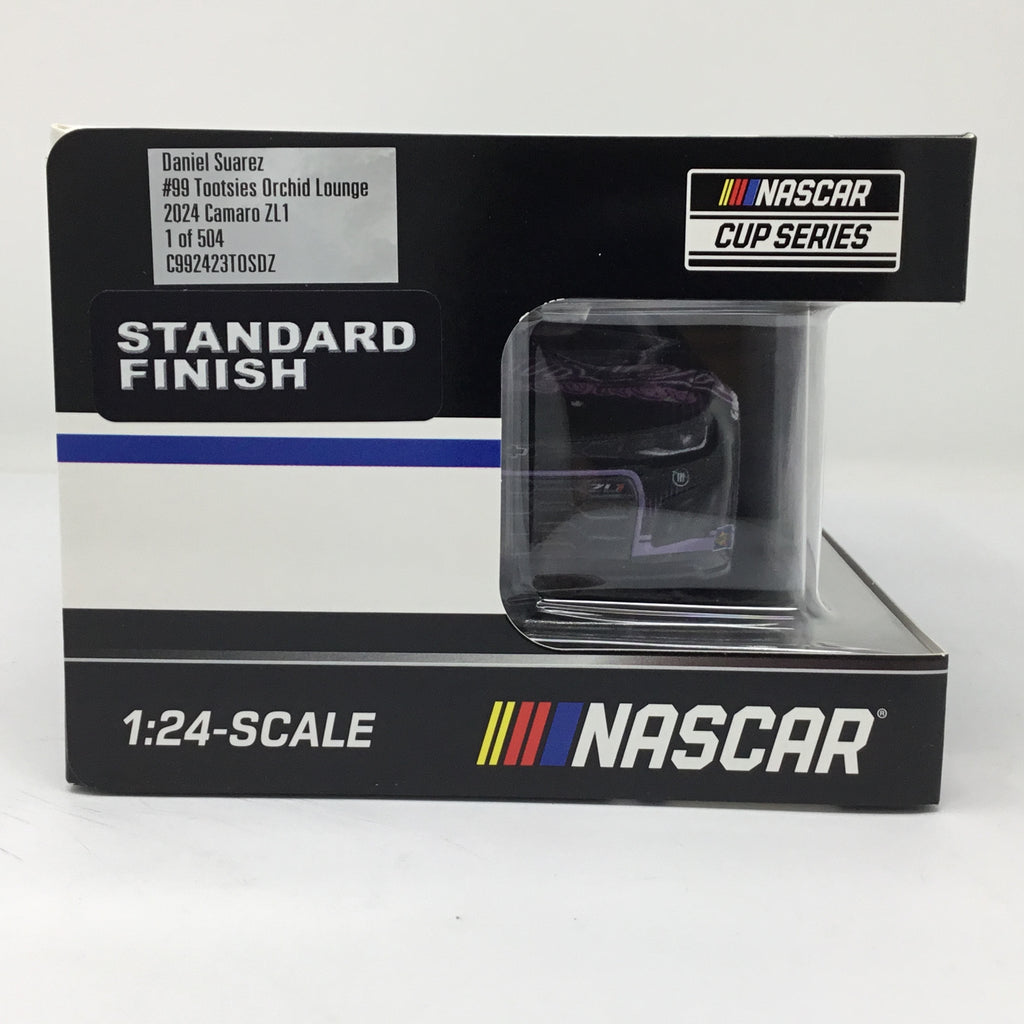 Daniel Suarez
#99 Tootsies Orchid Lounge
2024 Camaro ZL1
1 of 504
C992423TOSDZ
NASCAR
CUP SERIES
STANDARD
FINISH
ZL1
1:24-SCALE
NASCAR®